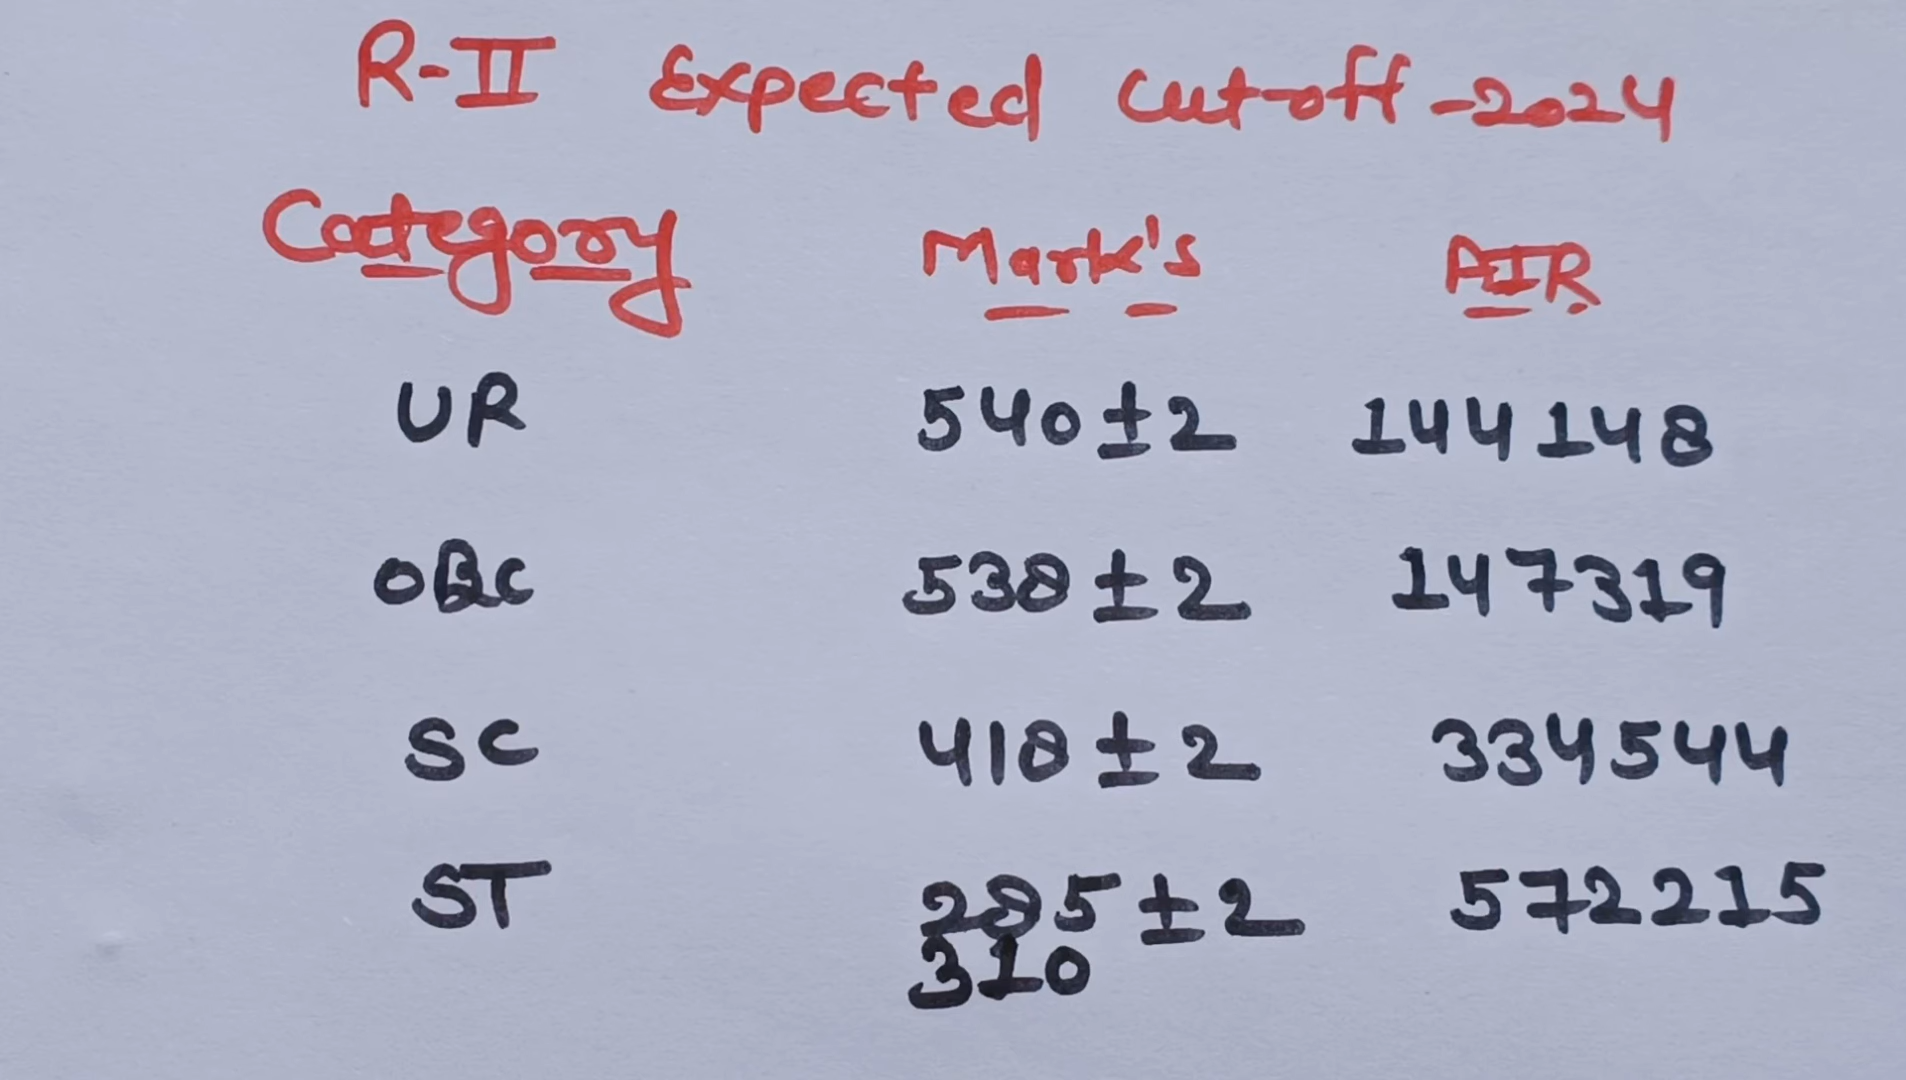 R-II Expected cut-off-2024
Category Mark's AIR
UR 540±2 144148
OBC 538±2 147319
SC 418±2 334544
ST 285±2 572215
310